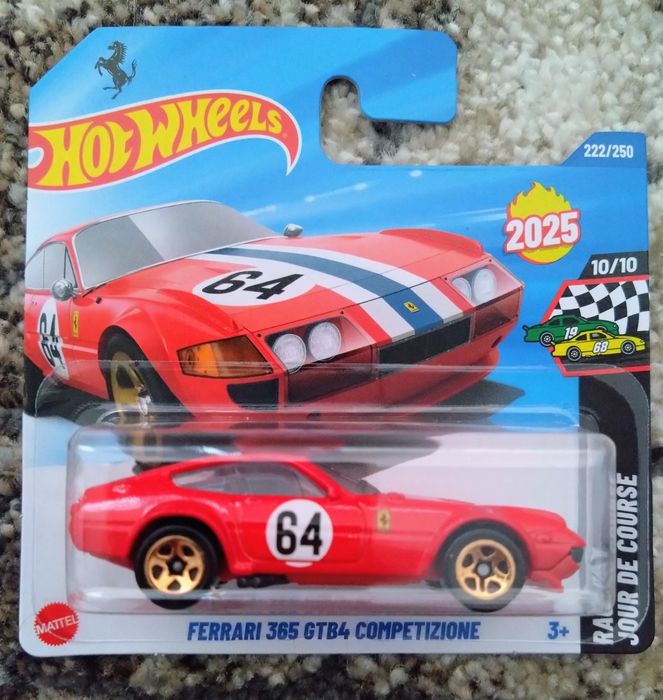 HOT WHEELS
222/250
2025
10/10
19
68
64
64
64
JOUR DE COURSE
MATTEL
FERRARI 365 GTB4 COMPETIZIONE
3+